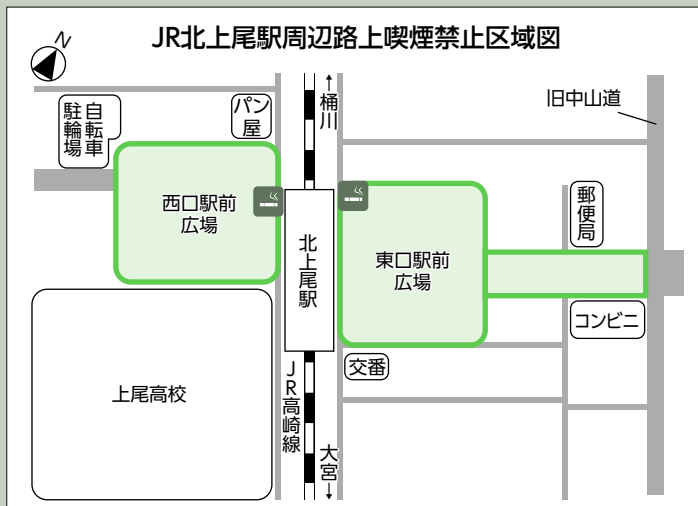 JR北上尾駅周辺路上喫煙禁止区域図
N
自転車
駐輪場
パン
屋
←桶川
旧中山道
西口駅前
広場
北上尾駅
東口駅前
広場
郵便局
コンビニ
交番
上尾高校
JR高崎線
大宮→